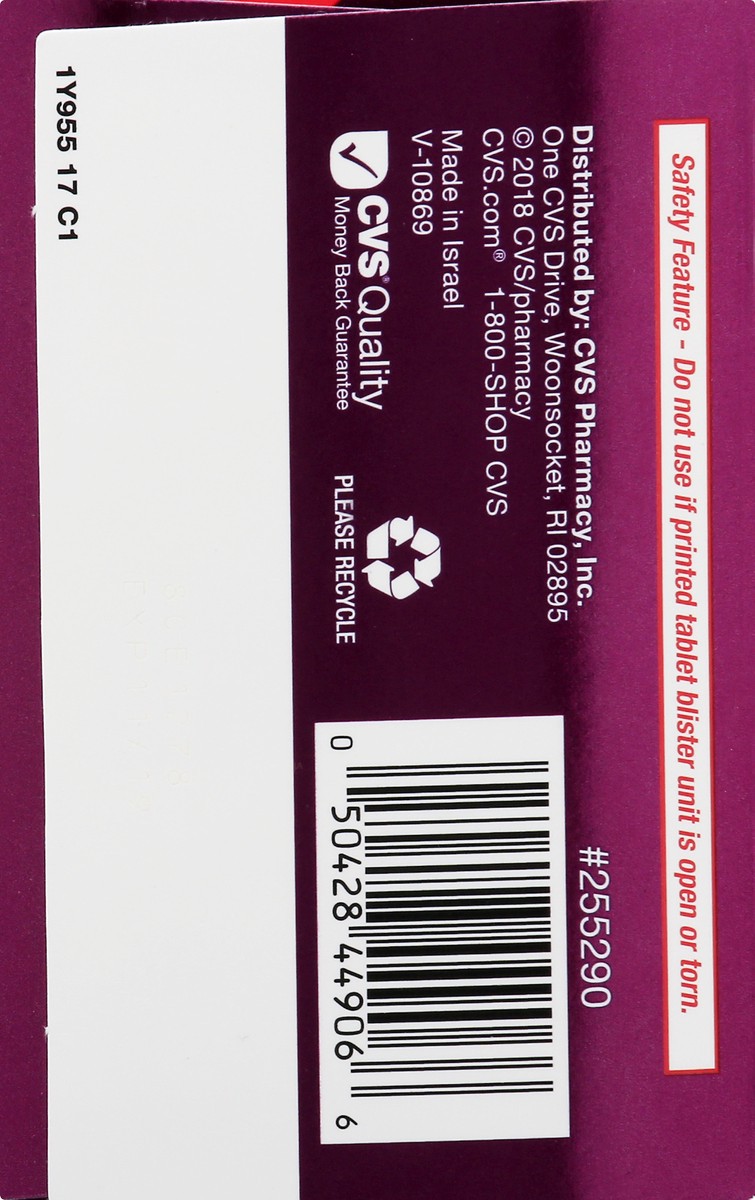 Safety Feature - Do not use if printed tablet blister unit is open or torn.
Distributed by: CVS Pharmacy, Inc.
One CVS Drive, Woonsocket, RI 02895
© 2018 CVS/pharmacy
CVS.com® 1-800-SHOP CVS
Made in Israel
V-10869
CVS® Quality
Money Back Guarantee
PLEASE RECYCLE
#255290
0 50428 44906 6
1Y955 17 C1